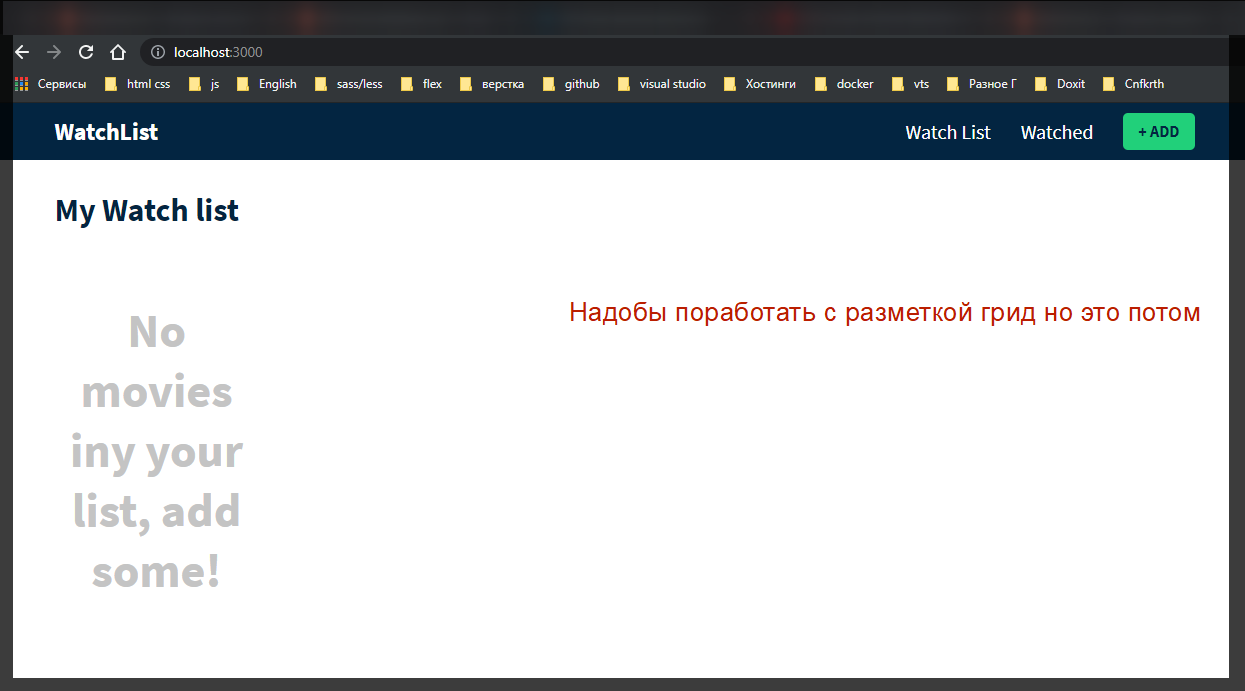 localhost:3000
Сервисы html css js English sass/less flex верстка github visual studio Хостинги docker vts Разное Г Doxit Cnfkrth
WatchList Watch List Watched + ADD
My Watch list
Надобы поработать с разметкой грид но это потом
No
movies
iny your
list, add
some!